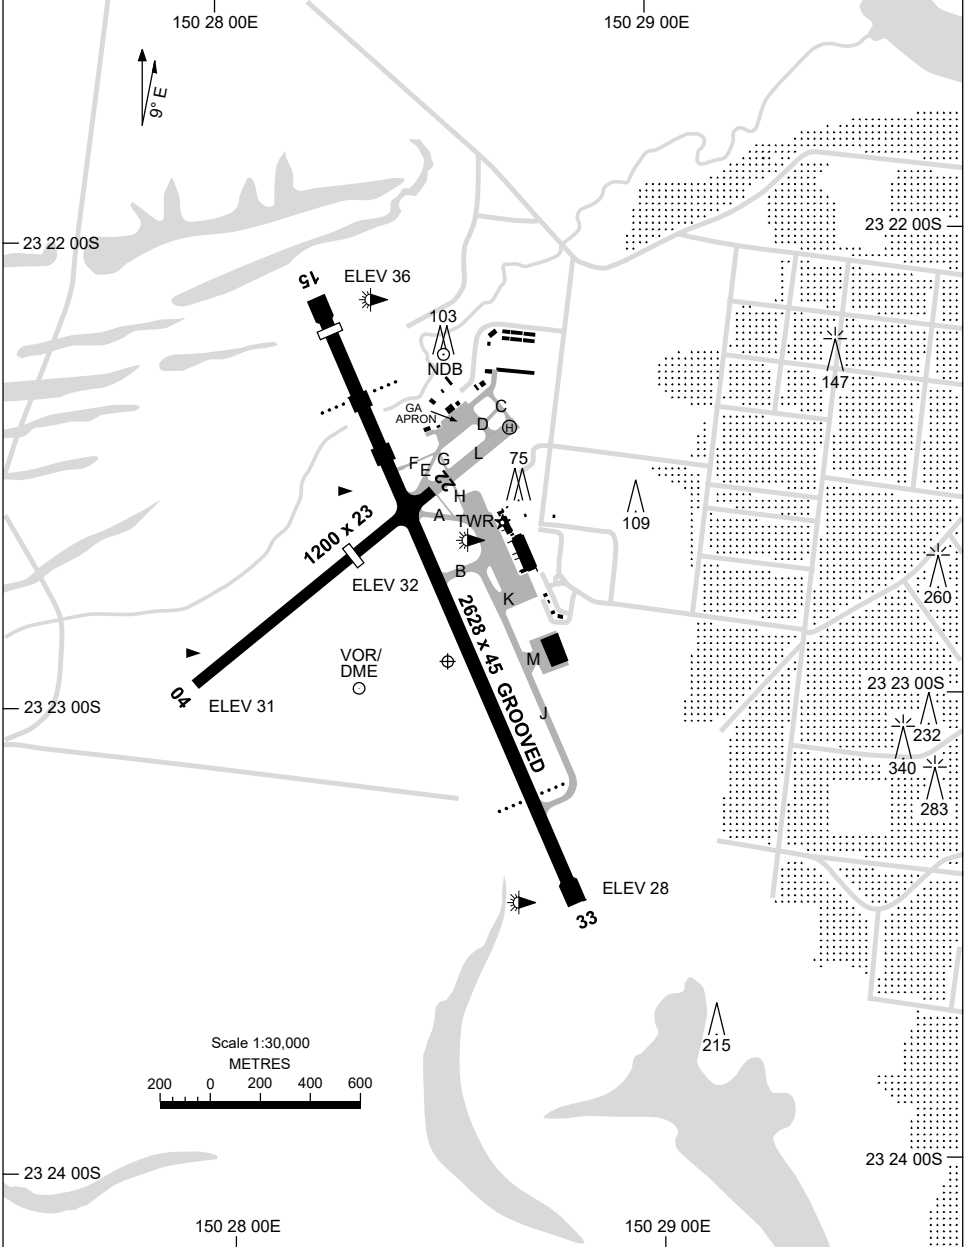 150 28 00E
150 29 00E
9° E
23 22 00S
23 22 00S
15
ELEV 36
103
NDB
147
GA
APRON
C
D
H
L
F
G
E
22
75
H
109
A
TWR
1200 x 23
ELEV 32
B
260
K
2628 x 45 GROOVED
VOR/
DME
M
04
ELEV 31
23 23 00S
23 23 00S
J
232
340
283
ELEV 28
33
215
Scale 1:30,000
METRES
200 0 200 400 600
23 24 00S
23 24 00S
150 28 00E
150 29 00E